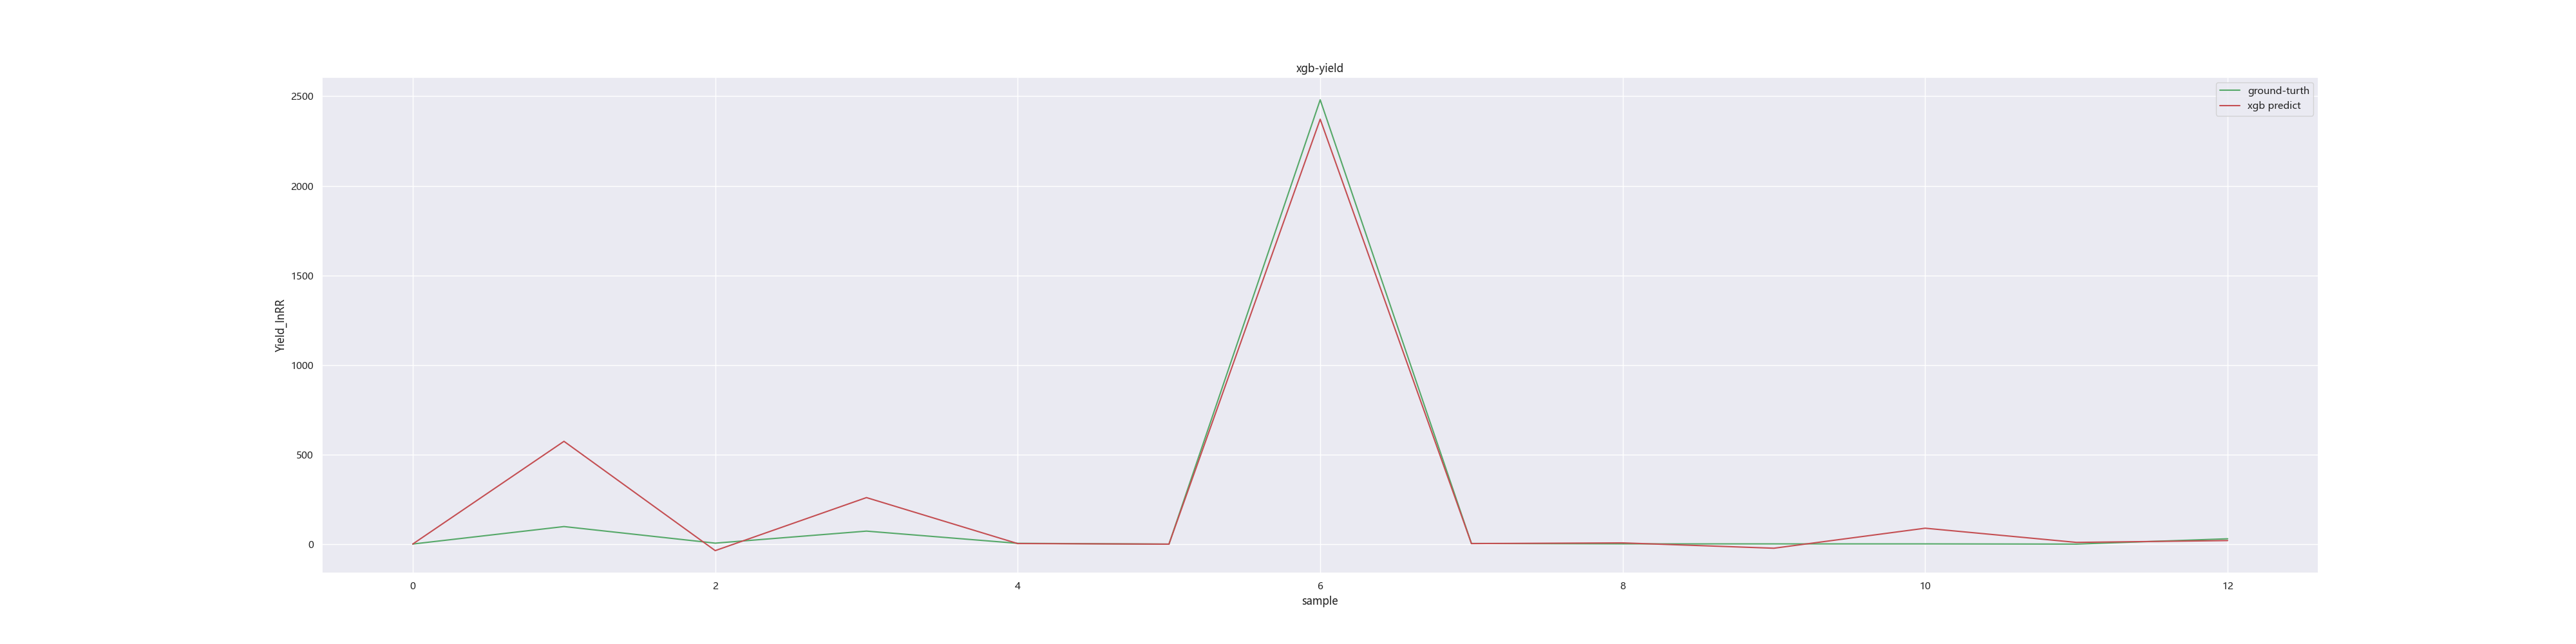 xgb-yield
2500
2000
1500
1000
500
0
Yield_lnRR
ground-turth
xgb predict
0 2 4 6 8 10 12
sample